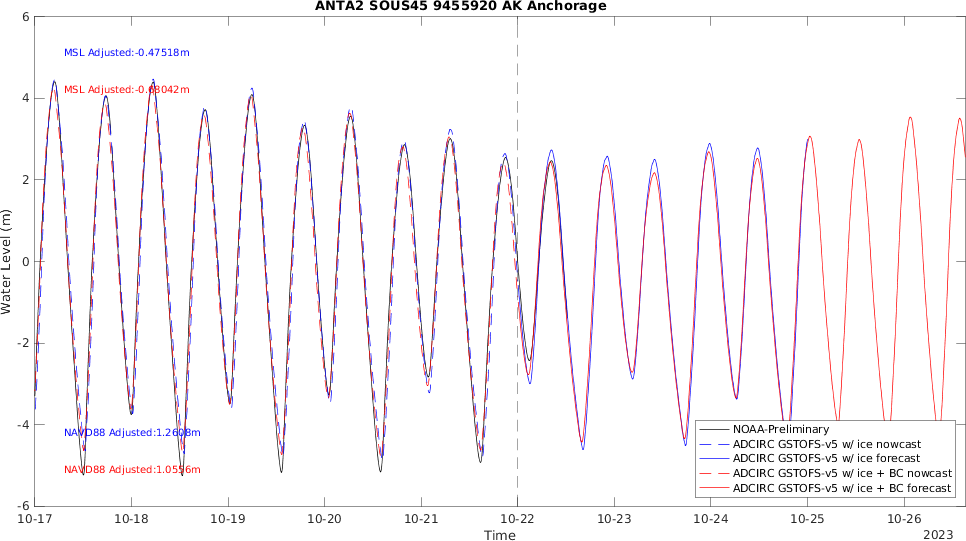 ANTA2 SOUS45 9455920 AK Anchorage
6
MSL Adjusted:-0.47518m
MSL Adjusted:-0.63042m
4
2
0
-2
-4
-6
Water Level (m)
NAVD88 Adjusted:1.2608m
NAVD88 Adjusted:1.0556m
NOAA-Preliminary
ADCIRC GSTOFS-v5 w/ ice nowcast
ADCIRC GSTOFS-v5 w/ ice forecast
ADCIRC GSTOFS-v5 w/ ice + BC nowcast
ADCIRC GSTOFS-v5 w/ ice + BC forecast
10-17 10-18 10-19 10-20 10-21 10-22 10-23 10-24 10-25 10-26
Time
2023